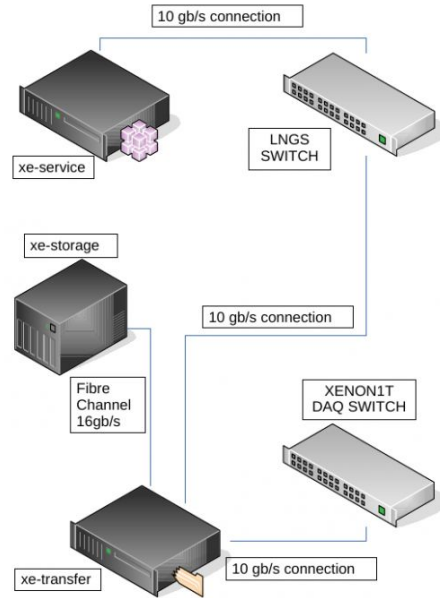 10 gb/s connection
LNGS
SWITCH
xe-service
xe-storage
10 gb/s connection
Fibre
Channel
16gb/s
XENON1T
DAQ SWITCH
10 gb/s connection
xe-transfer